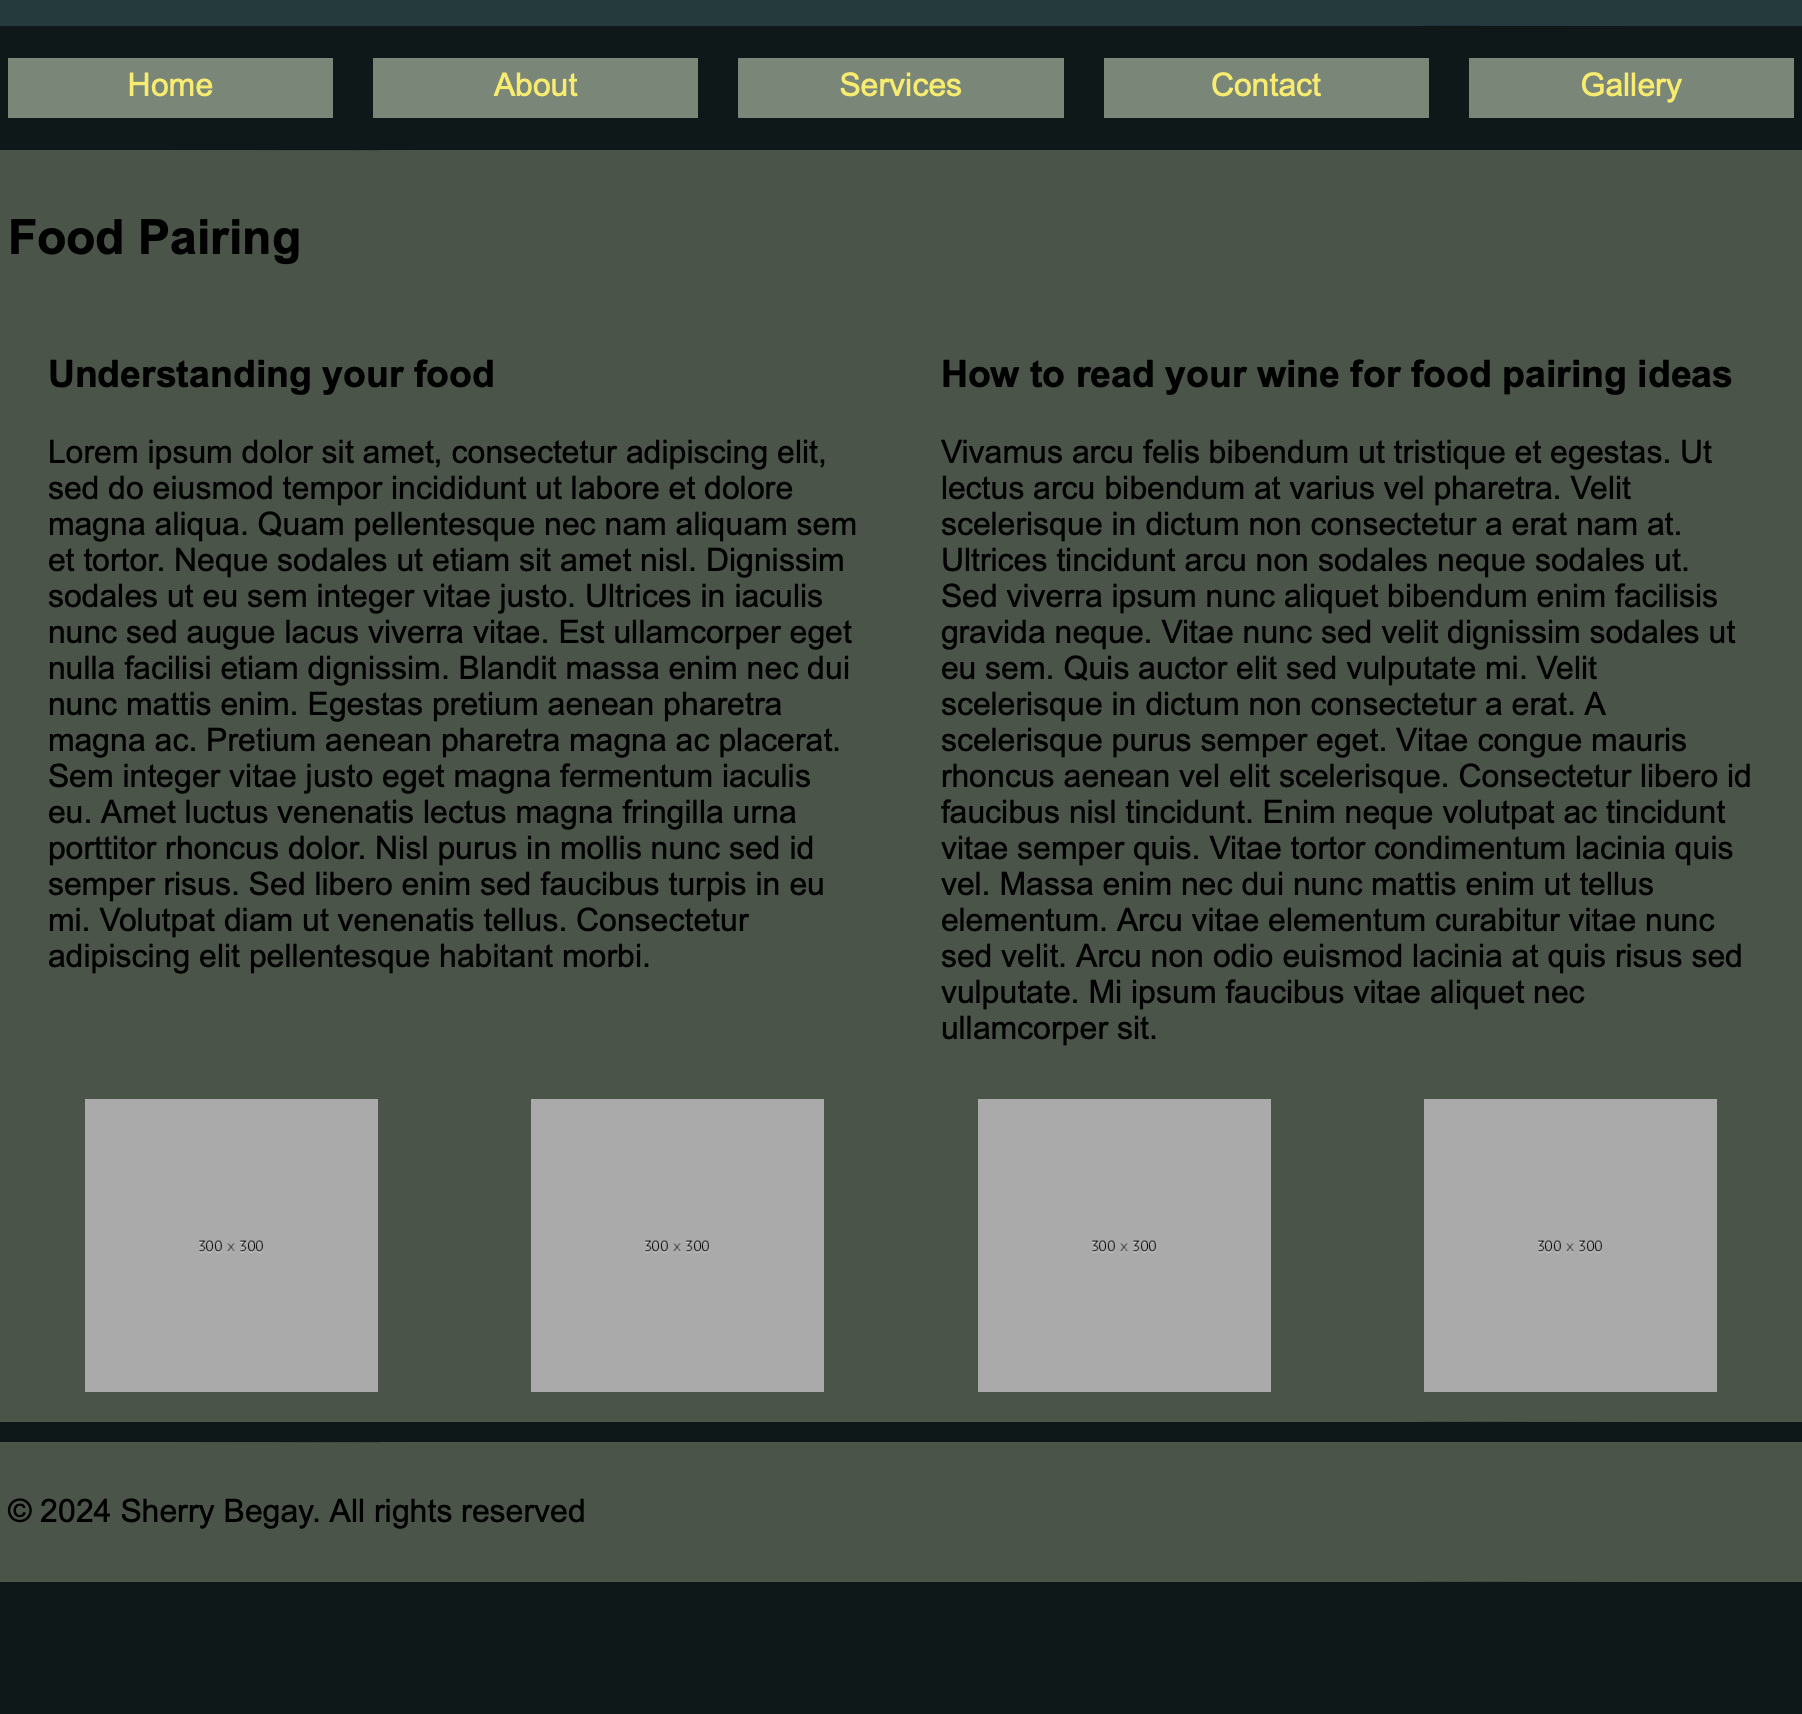 Home
About
Services
Contact
Gallery
Food Pairing
Understanding your food
Lorem ipsum dolor sit amet, consectetur adipiscing elit,
sed do eiusmod tempor incididunt ut labore et dolore
magna aliqua. Quam pellentesque nec nam aliquam sem
et tortor. Neque sodales ut etiam sit amet nisl. Dignissim
sodales ut eu sem integer vitae justo. Ultrices in iaculis
nunc sed augue lacus viverra vitae. Est ullamcorper eget
nulla facilisi etiam dignissim. Blandit massa enim nec dui
nunc mattis enim. Egestas pretium aenean pharetra
magna ac. Pretium aenean pharetra magna ac placerat.
Sem integer vitae justo eget magna fermentum iaculis
eu. Amet luctus venenatis lectus magna fringilla urna
porttitor rhoncus dolor. Nisl purus in mollis nunc sed id
semper risus. Sed libero enim sed faucibus turpis in eu
mi. Volutpat diam ut venenatis tellus. Consectetur
adipiscing elit pellentesque habitant morbi.
How to read your wine for food pairing ideas
Vivamus arcu felis bibendum ut tristique et egestas. Ut
lectus arcu bibendum at varius vel pharetra. Velit
scelerisque in dictum non consectetur a erat nam at.
Ultrices tincidunt arcu non sodales neque sodales ut.
Sed viverra ipsum nunc aliquet bibendum enim facilisis
gravida neque. Vitae nunc sed velit dignissim sodales ut
eu sem. Quis auctor elit sed vulputate mi. Velit
scelerisque in dictum non consectetur a erat. A
scelerisque purus semper eget. Vitae congue mauris
rhoncus aenean vel elit scelerisque. Consectetur libero id
faucibus nisl tincidunt. Enim neque volutpat ac tincidunt
vitae semper quis. Vitae tortor condimentum lacinia quis
vel. Massa enim nec dui nunc mattis enim ut tellus
elementum. Arcu vitae elementum curabitur vitae nunc
sed velit. Arcu non odio euismod lacinia at quis risus sed
vulputate. Mi ipsum faucibus vitae aliquet nec
ullamcorper sit.
300 x 300
300 x 300
300 x 300
300 x 300
© 2024 Sherry Begay. All rights reserved